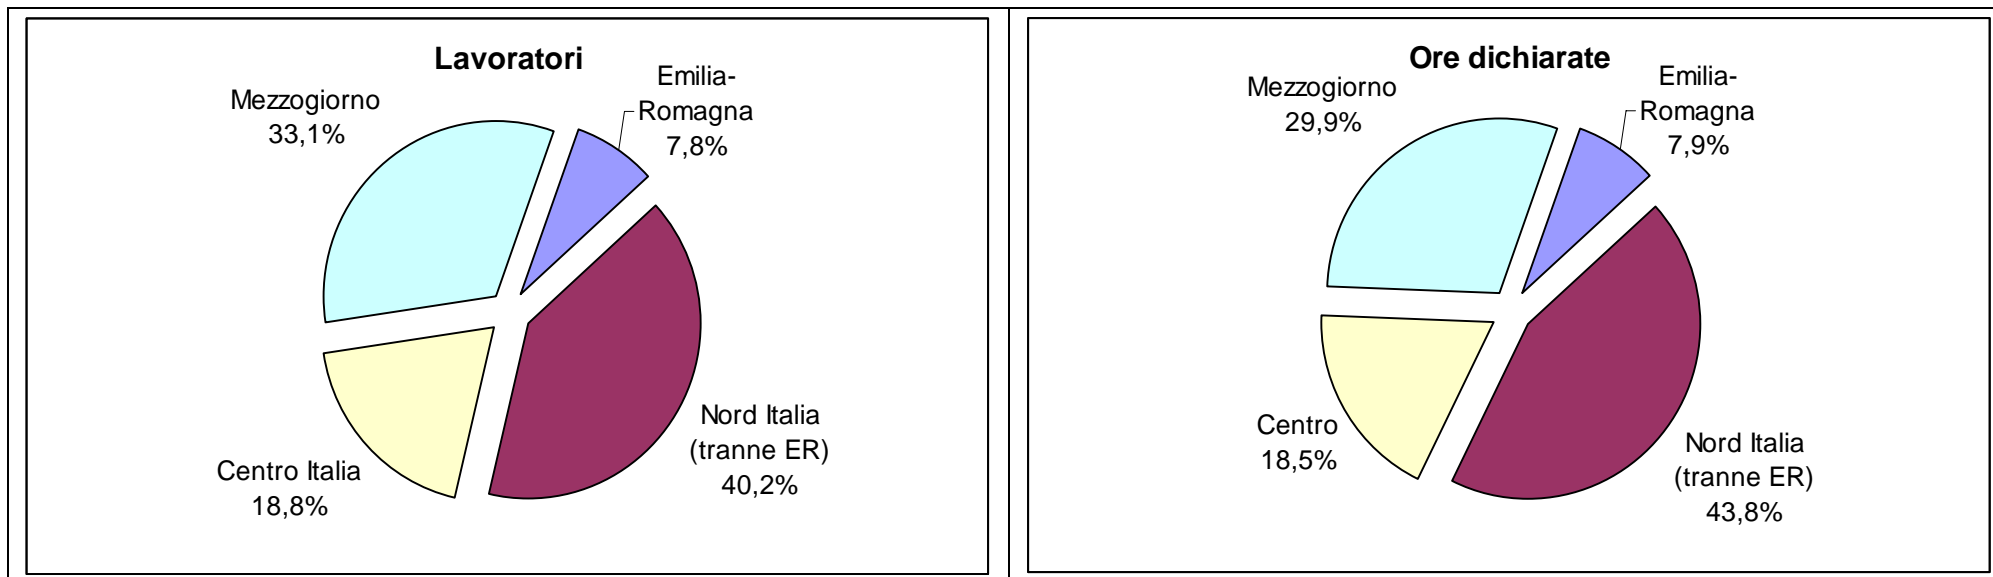 Lavoratori
Emilia-
Romagna
7,8%
Mezzogiorno
33,1%
Nord Italia
(tranne ER)
40,2%
Centro Italia
18,8%
Ore dichiarate
Emilia-
Romagna
7,9%
Mezzogiorno
29,9%
Centro
18,5%
Nord Italia
(tranne ER)
43,8%